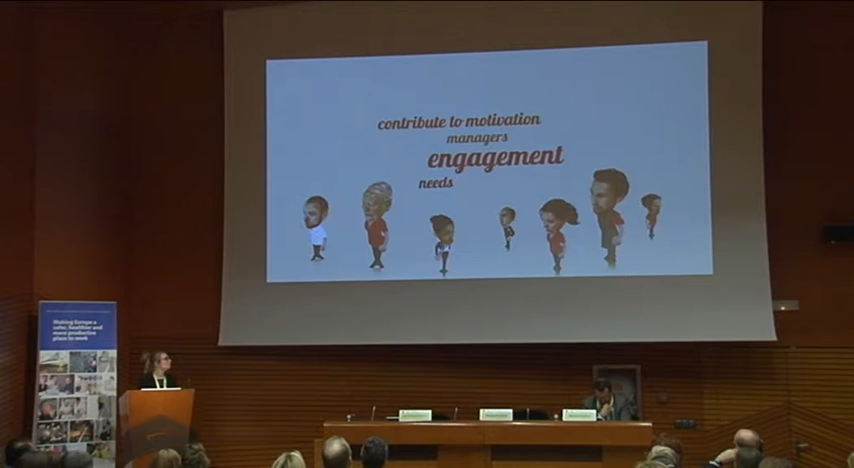 contribute to motivation
managers
engagement
needs
Making Europe a
safer, healthier and
more productive
place to work